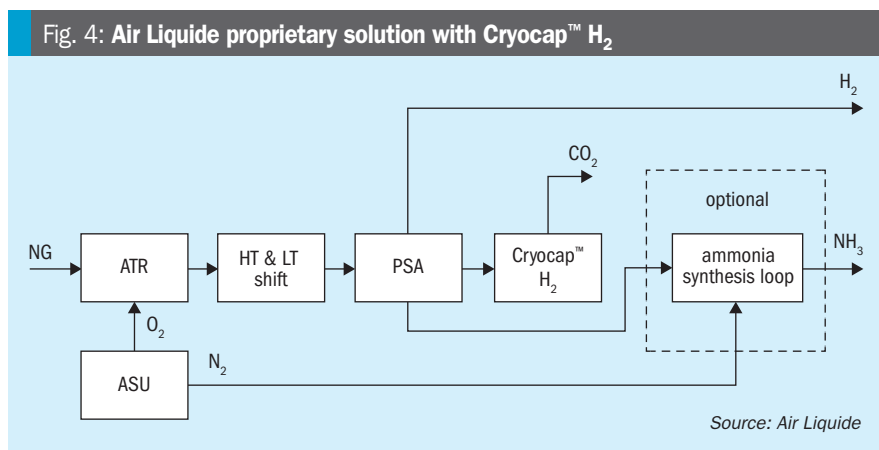 Fig. 4: Air Liquide proprietary solution with Cryocap™ H₂
H₂
CO₂
optional
NG
ATR
HT & LT
shift
PSA
Cryocap™
H₂
ammonia
synthesis loop
NH₃
O₂
N₂
ASU
Source: Air Liquide